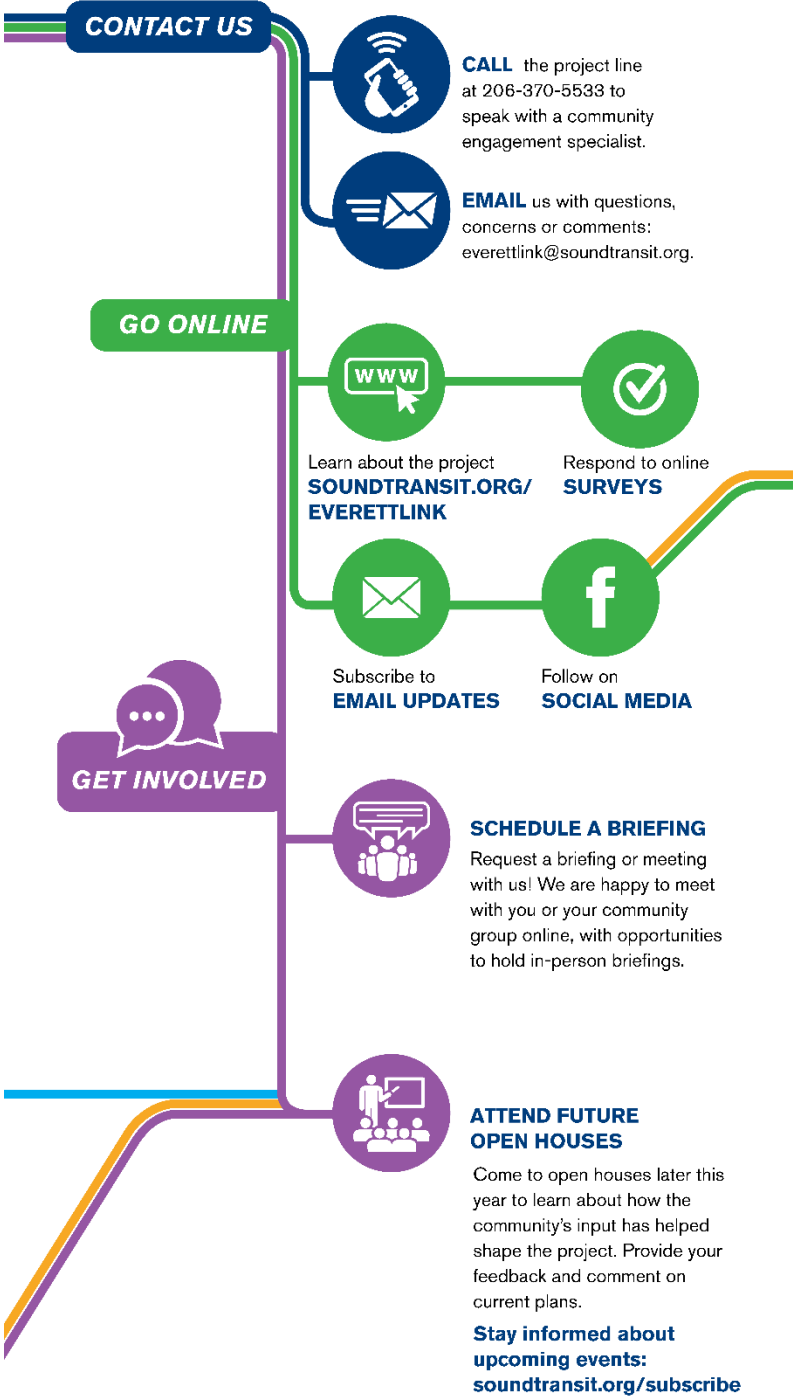 CONTACT US
CALL the project line
at 206-370-5533 to
speak with a community
engagement specialist.
EMAIL us with questions,
concerns or comments:
everettlink@soundtransit.org.
GO ONLINE
www
Learn about the project
SOUNDTRANSIT.ORG/
EVERETTLINK
Respond to online
SURVEYS
f
Subscribe to
EMAIL UPDATES
Follow on
SOCIAL MEDIA
GET INVOLVED
SCHEDULE A BRIEFING
Request a briefing or meeting
with us! We are happy to meet
with you or your community
group online, with opportunities
to hold in-person briefings.
ATTEND FUTURE
OPEN HOUSES
Come to open houses later this
year to learn about how the
community's input has helped
shape the project. Provide your
feedback and comment on
current plans.
Stay informed about
upcoming events:
soundtransit.org/subscribe